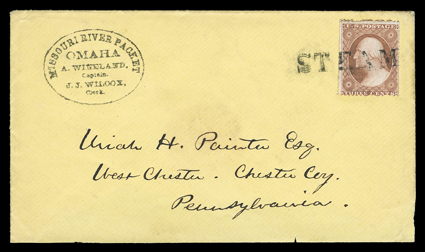 MISSOURI RIVER PACKET
OMAHA
A. WINELAND,
Captain.
J. J. WILCOX,
Clerk.
STEAM
U.S. POSTAGE
THREE CENTS
Uriah H. Painter Esq.
West Chester. Chester Coy.
Pennsylvania.